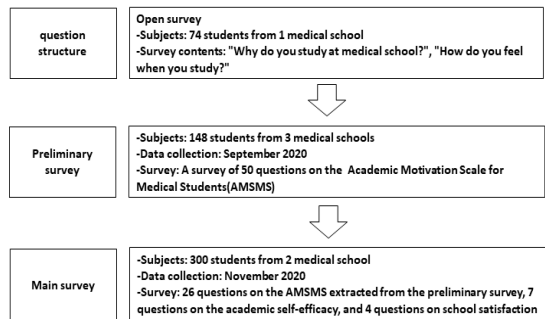 question
structure
Open survey
-Subjects: 74 students from 1 medical school
-Survey contents: "Why do you study at medical school?", "How do you feel
when you study?"
Preliminary
survey
-Subjects: 148 students from 3 medical schools
-Data collection: September 2020
-Survey: A survey of 50 questions on the Academic Motivation Scale for
Medical Students(AMSMS)
Main survey
-Subjects: 300 students from 2 medical school
-Data collection: November 2020
-Survey: 26 questions on the AMSMS extracted from the preliminary survey, 7
questions on the academic self-efficacy, and 4 questions on school satisfaction